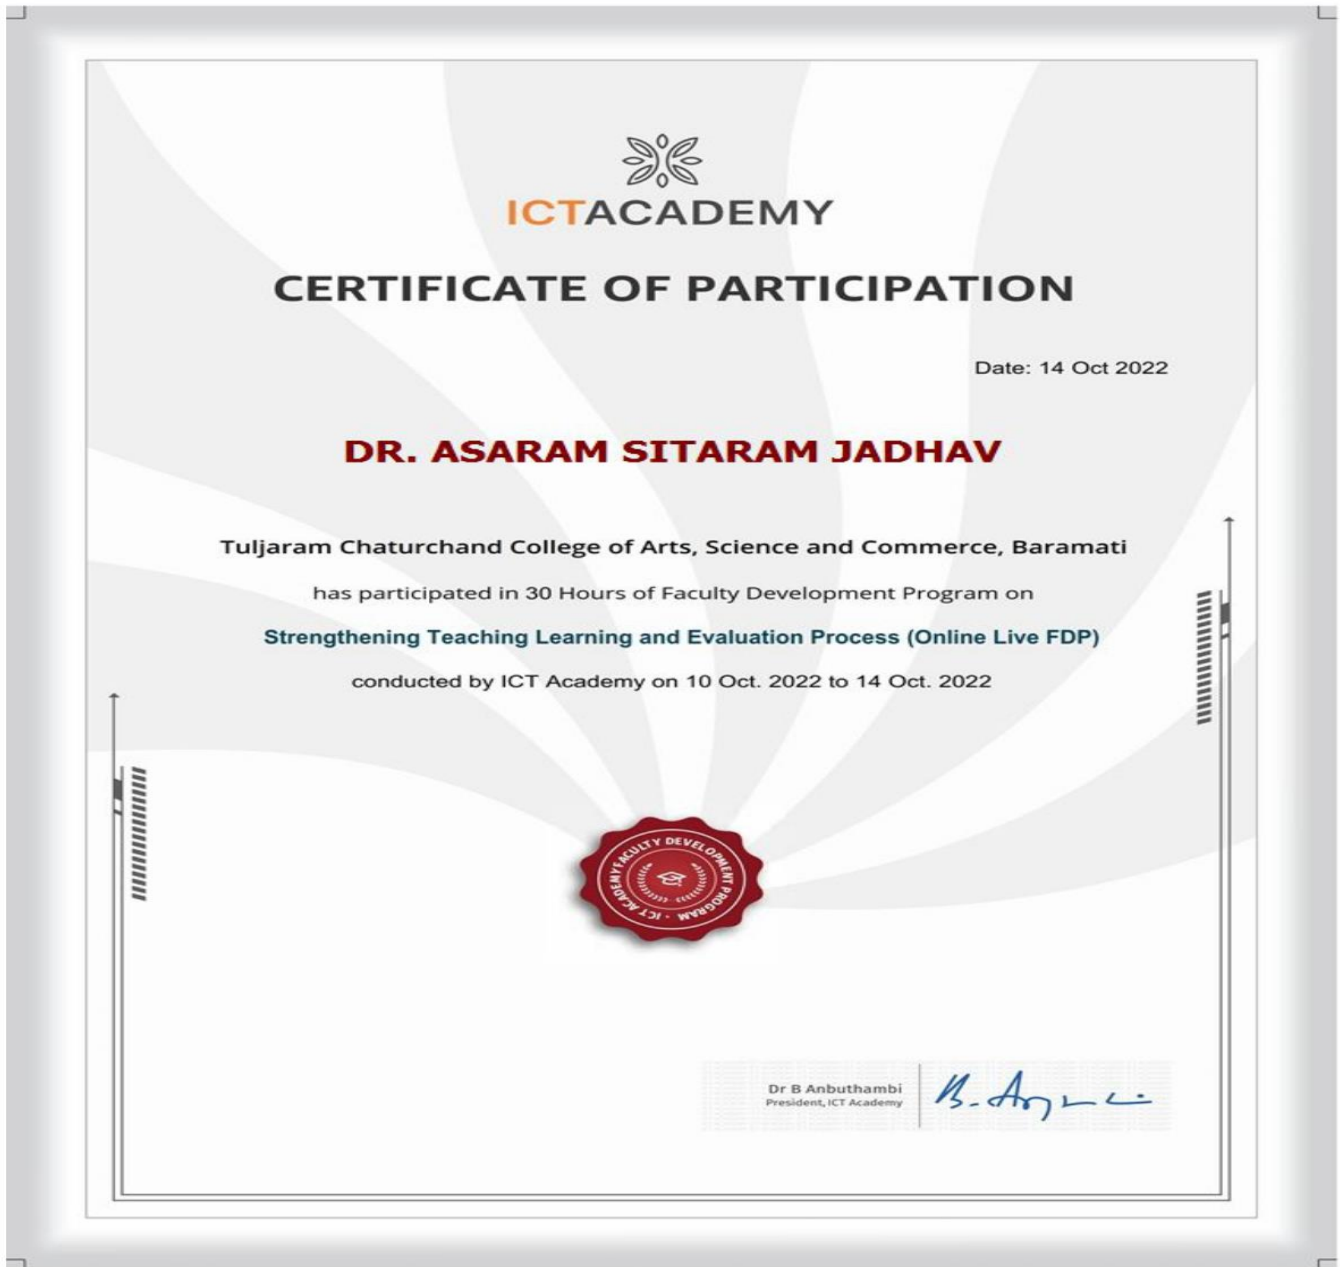 ICTACADEMY
CERTIFICATE OF PARTICIPATION
Date: 14 Oct 2022
DR. ASARAM SITARAM JADHAV
Tuljaram Chaturchand College of Arts, Science and Commerce, Baramati
has participated in 30 Hours of Faculty Development Program on
Strengthening Teaching Learning and Evaluation Process (Online Live FDP)
conducted by ICT Academy on 10 Oct. 2022 to 14 Oct. 2022
FACULTY DEVELOPMENT PROGRAM · ICT ACADEMY
Dr B Anbuthambi
President, ICT Academy